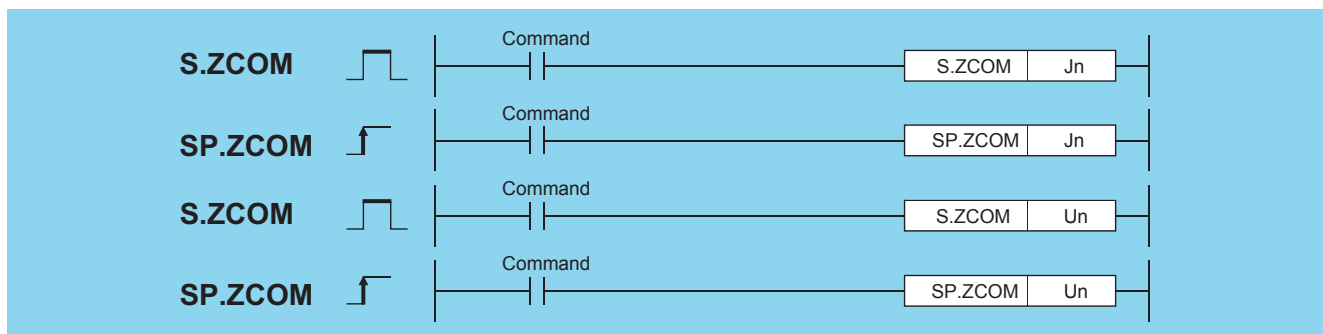 Command
S.ZCOM S.ZCOM Jn
Command
SP.ZCOM SP.ZCOM Jn
Command
S.ZCOM S.ZCOM Un
Command
SP.ZCOM SP.ZCOM Un